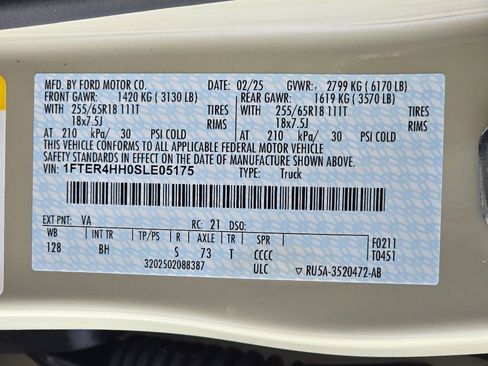 MFD. BY FORD MOTOR CO. 02/25 GVWR: 2799 KG ( 6170 LB)
FRONT GAWR: 1420 KG ( 3130 LB) REAR GAWR: 1619 KG ( 3570 LB)
WITH 255/65R18 111T TIRES WITH 255/65R18 111T TIRES
18x7.5J RIMS 18x7.5J RIMS
AT 210 kPa/ 30 PSI COLD AT 210 kPa/ 30 PSI COLD
THIS VEHICLE CONFORMS TO ALL APPLICABLE FEDERAL MOTOR VEHICLE
SAFETY STANDARDS IN EFFECT ON THE DATE OF MANUFACTURE SHOWN ABOVE.
VIN: 1FTER4HH0SLE05175 TYPE: Truck
EXT PNT: VA RC: 21 DSO:
WB INT TR TP/PS R AXLE TR SPR F0211
128 BH S 73 T CCCC T0451
3202502088387 ULC ▽ RU5A-3520472-AB